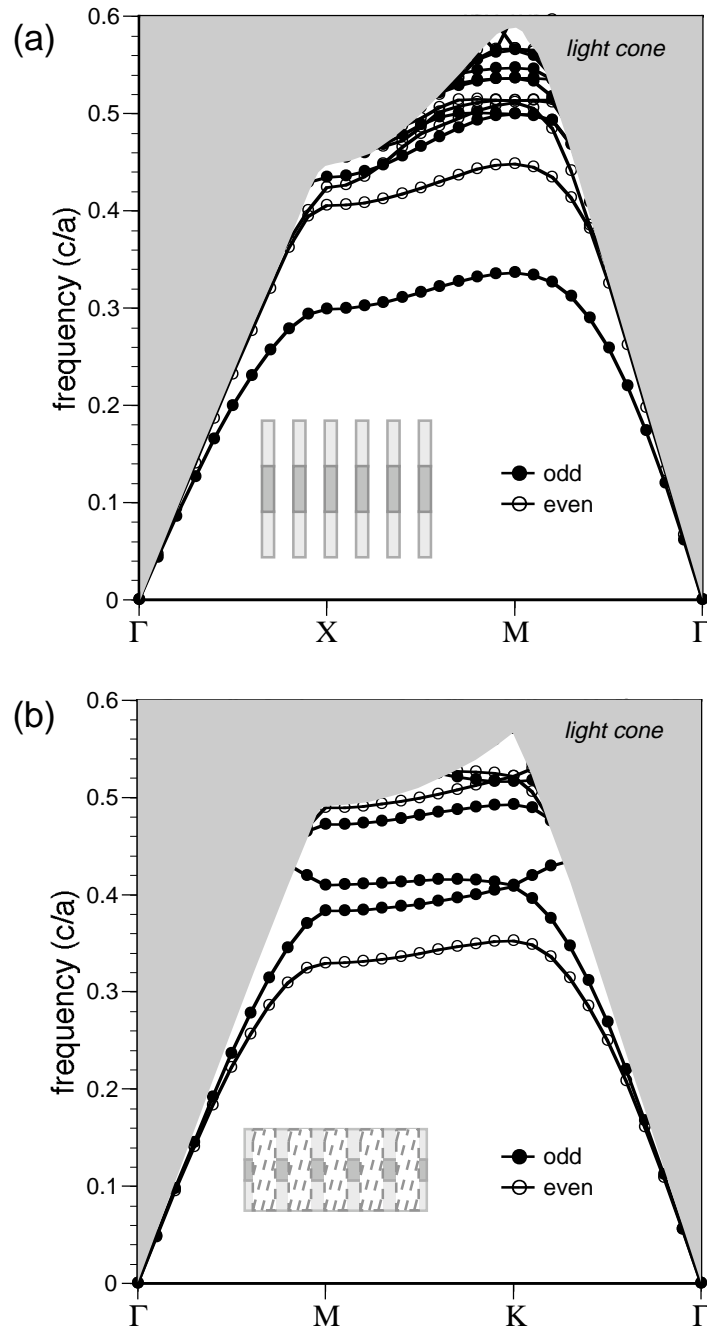 (a)
light cone
frequency (c/a)
0.6
0.5
0.4
0.3
0.2
0.1
0
odd
even
Γ X M Γ
(b)
light cone
frequency (c/a)
0.6
0.5
0.4
0.3
0.2
0.1
0
odd
even
Γ M K Γ